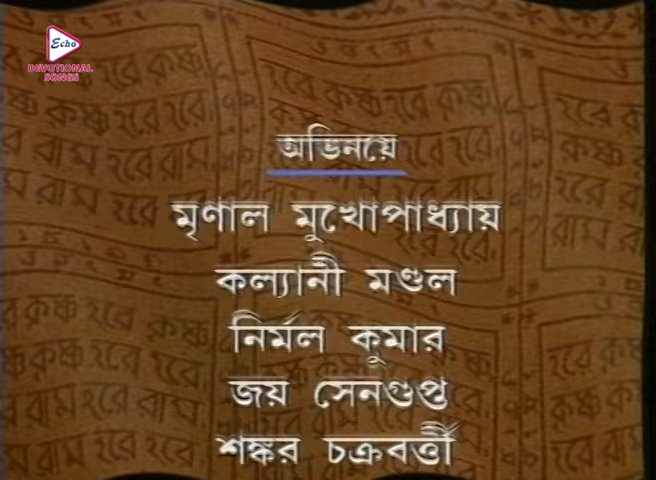 Echo
DEVOTIONAL
SONGS
অভিনয়ে
মৃণাল মুখোপাধ্যায়
কল্যানী মণ্ডল
নির্মল কুমার
জয় সেনগুপ্ত
শঙ্কর চক্রবর্ত্তী